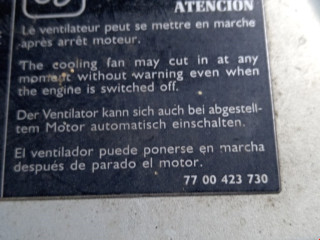 ATENCION
Le ventilateur peut se mettre en marche
après arrêt moteur.
The cooling fan may cut in at any
moment without warning even when
the engine is switched off.
Der Ventilator kann sich auch bei abgestell-
tem Motor automatisch einschalten.
El ventilador puede ponerse en marcha
después de parado el motor.
77 00 423 730